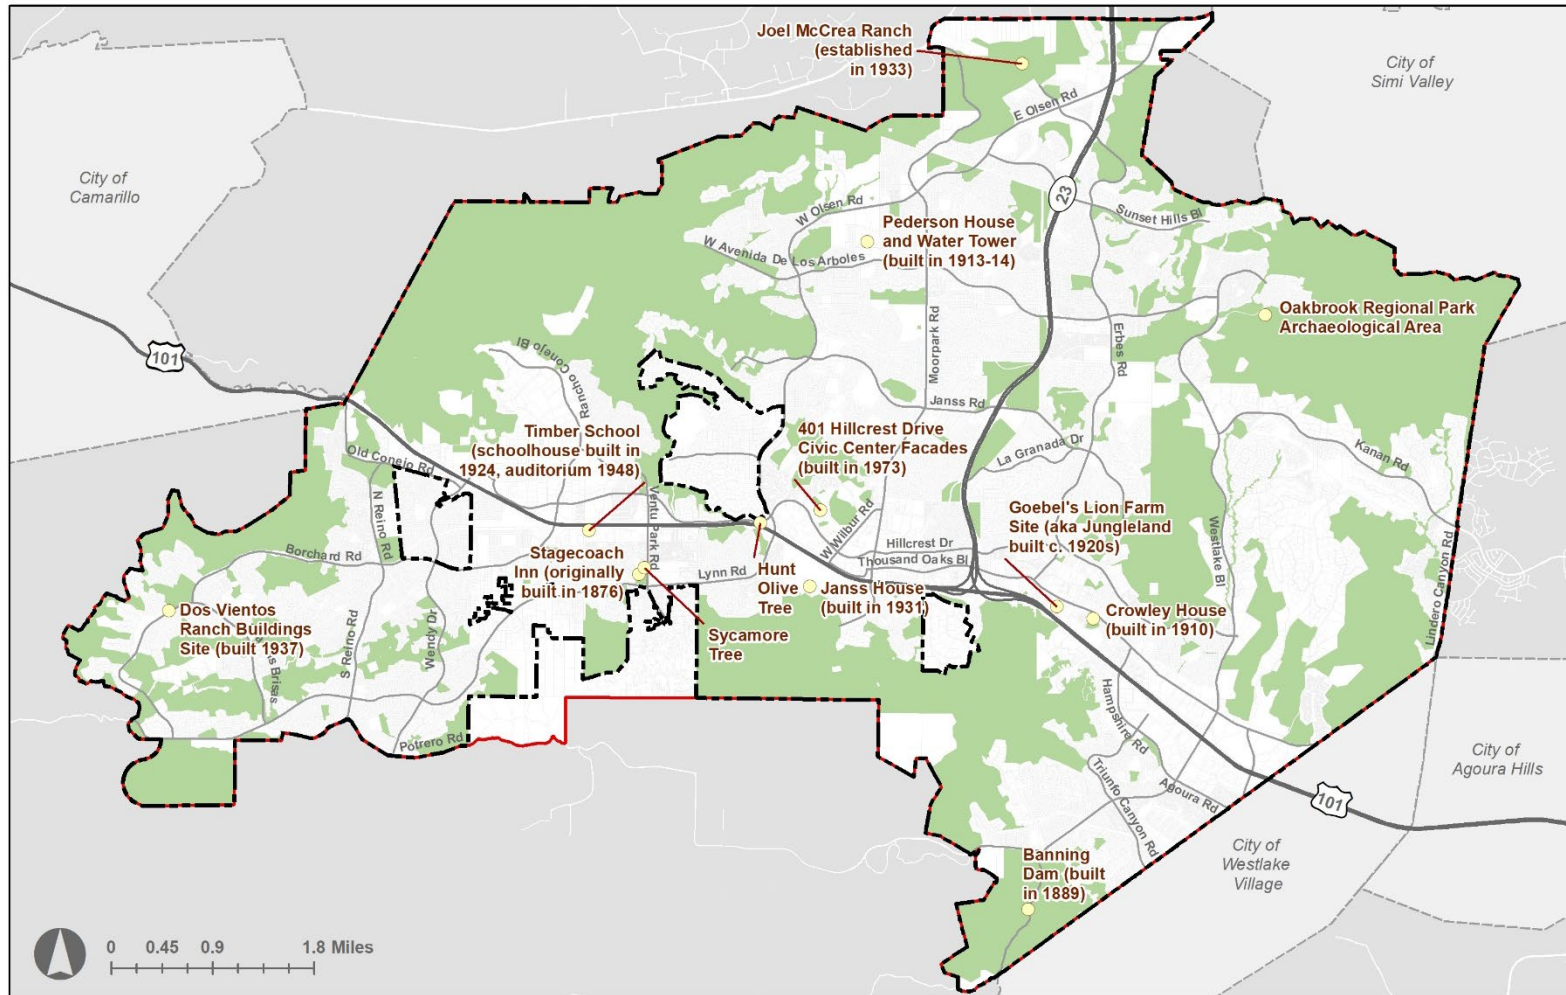 Joel McCrea Ranch
(established
in 1933)
City of
Simi Valley
E Olsen Rd
City of
Camarillo
23
W Olsen Rd
Sunset Hills Bl
Pederson House
and Water Tower
(built in 1913-14)
W Avenida De Los Arboles
Oakbrook Regional Park
Archaeological Area
101
Rancho Conejo Bl
Moorpark Rd
Erbes Rd
Janss Rd
Timber School
(schoolhouse built in
1924, auditorium 1948)
401 Hillcrest Drive
Civic Center Facades
(built in 1973)
La Granada Dr
Kanan Rd
Old Conejo Rd
N Reino Rd
Ventu Park Rd
W Wilbur Rd
Goebel's Lion Farm
Site (aka Jungleland
built c. 1920s)
Westlake Bl
Lindero Canyon Rd
Borchard Rd
Stagecoach
Inn (originally
built in 1876)
Lynn Rd
Hunt
Olive
Tree
Hillcrest Dr
Thousand Oaks Bl
Janss House
(built in 1931)
Crowley House
(built in 1910)
Dos Vientos
Ranch Buildings
Site (built 1937)
Brisas
S Reino Rd
Wendy Dr
Sycamore
Tree
Potrero Rd
Hampshire Rd
Triunfo Canyon Rd
Agoura Rd
City of
Agoura Hills
101
City of
Westlake
Village
Banning
Dam (built
in 1889)
0 0.45 0.9 1.8 Miles